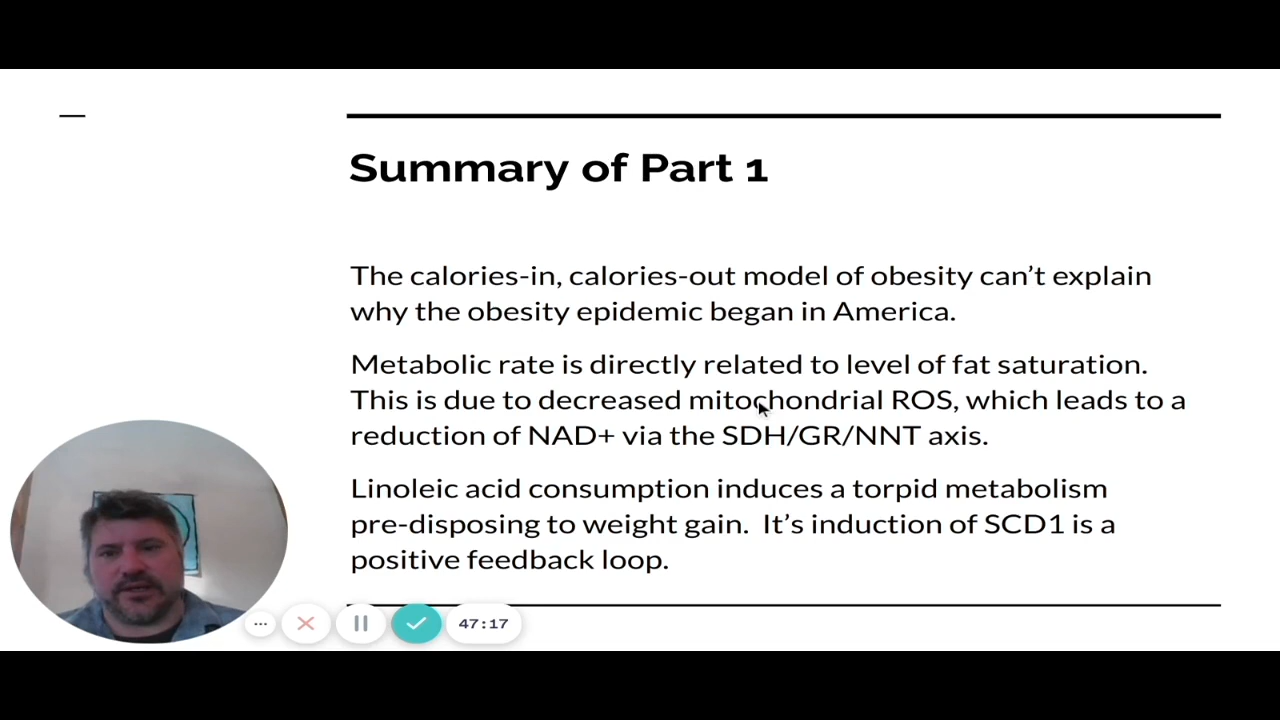 Summary of Part 1
The calories-in, calories-out model of obesity can't explain
why the obesity epidemic began in America.
Metabolic rate is directly related to level of fat saturation.
This is due to decreased mitochondrial ROS, which leads to a
reduction of NAD+ via the SDH/GR/NNT axis.
Linoleic acid consumption induces a torpid metabolism
pre-disposing to weight gain.  It's induction of SCD1 is a
positive feedback loop.
47:17